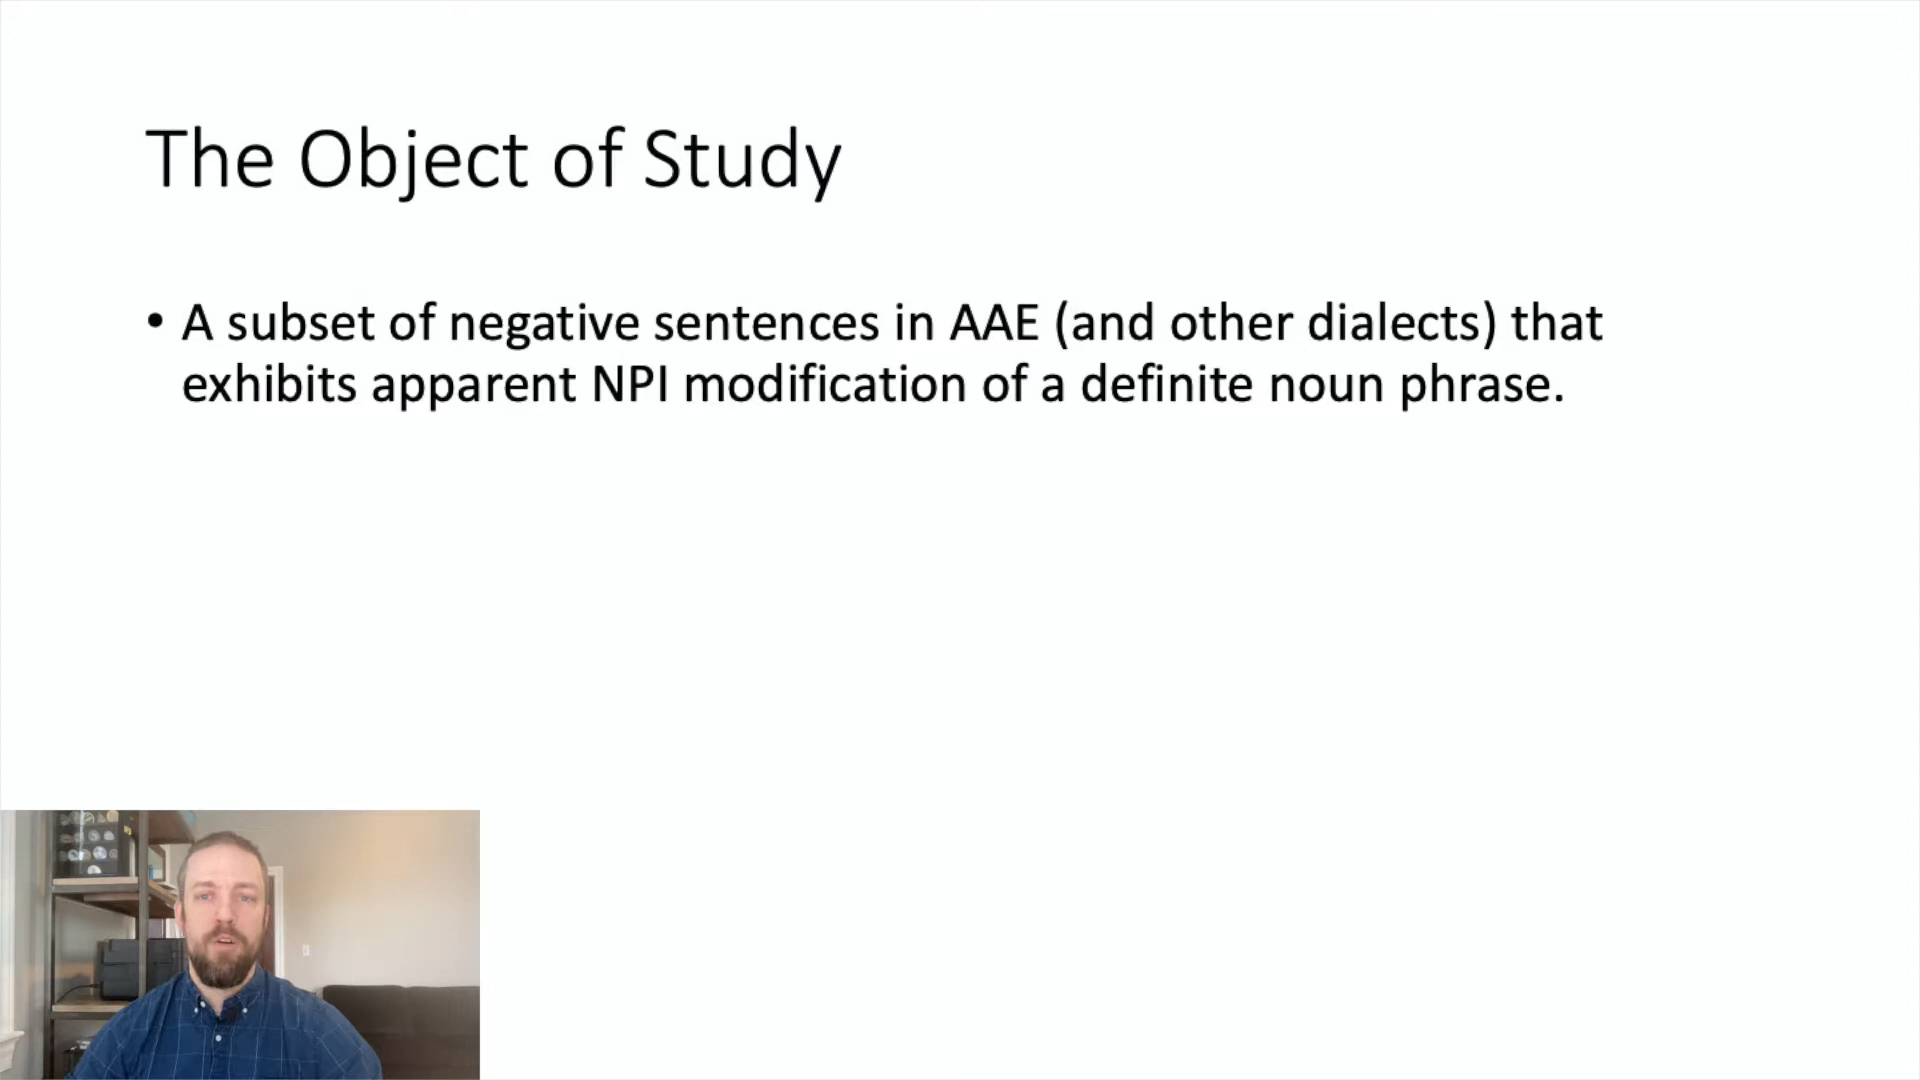 The Object of Study
• A subset of negative sentences in AAE (and other dialects) that
exhibits apparent NPI modification of a definite noun phrase.